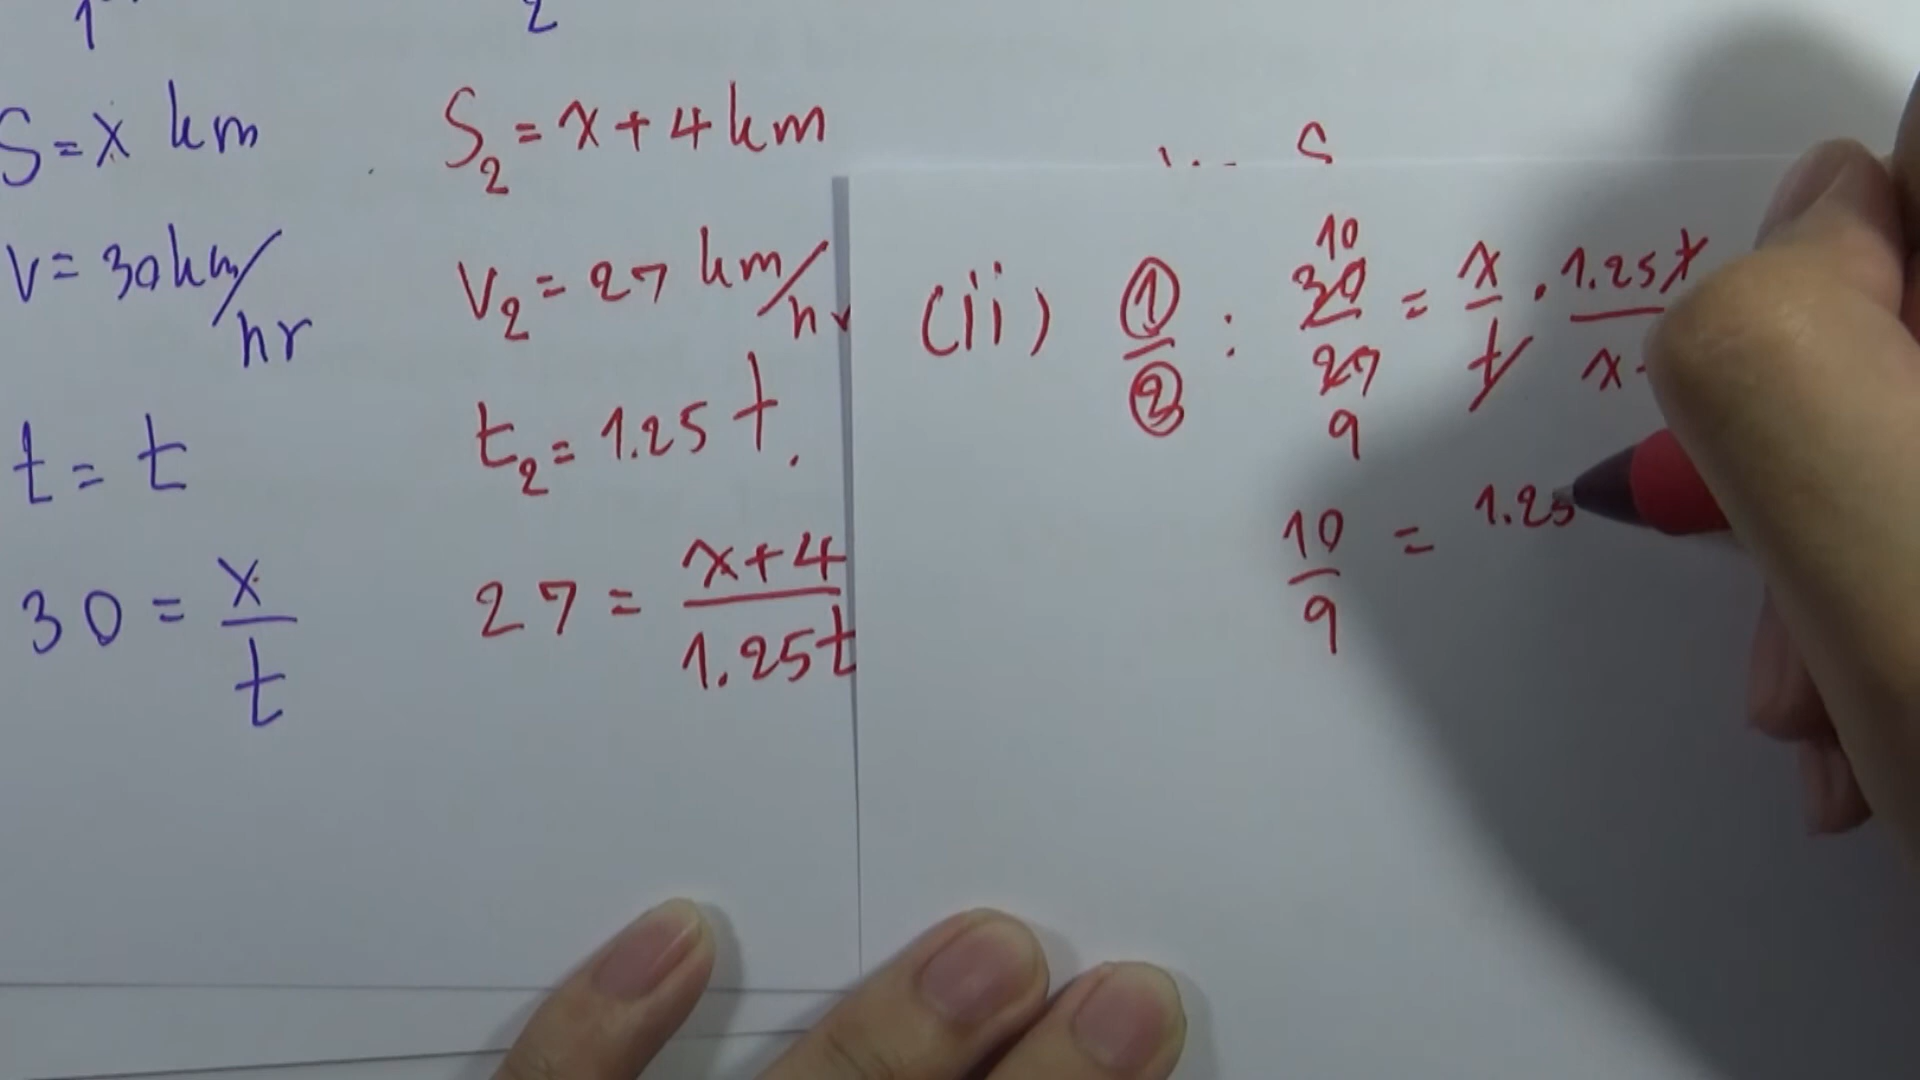 1
2
S = x km
S₂ = x + 4 km
V = 30 km/hr
V₂ = 27 km/hr
t = t
t₂ = 1.25 t.
30 = x/t
27 = (x+4)/1.25t
(ii) ①/② : 30/27 = x/t · 1.25t/x
10
9
10/9 = 1.25